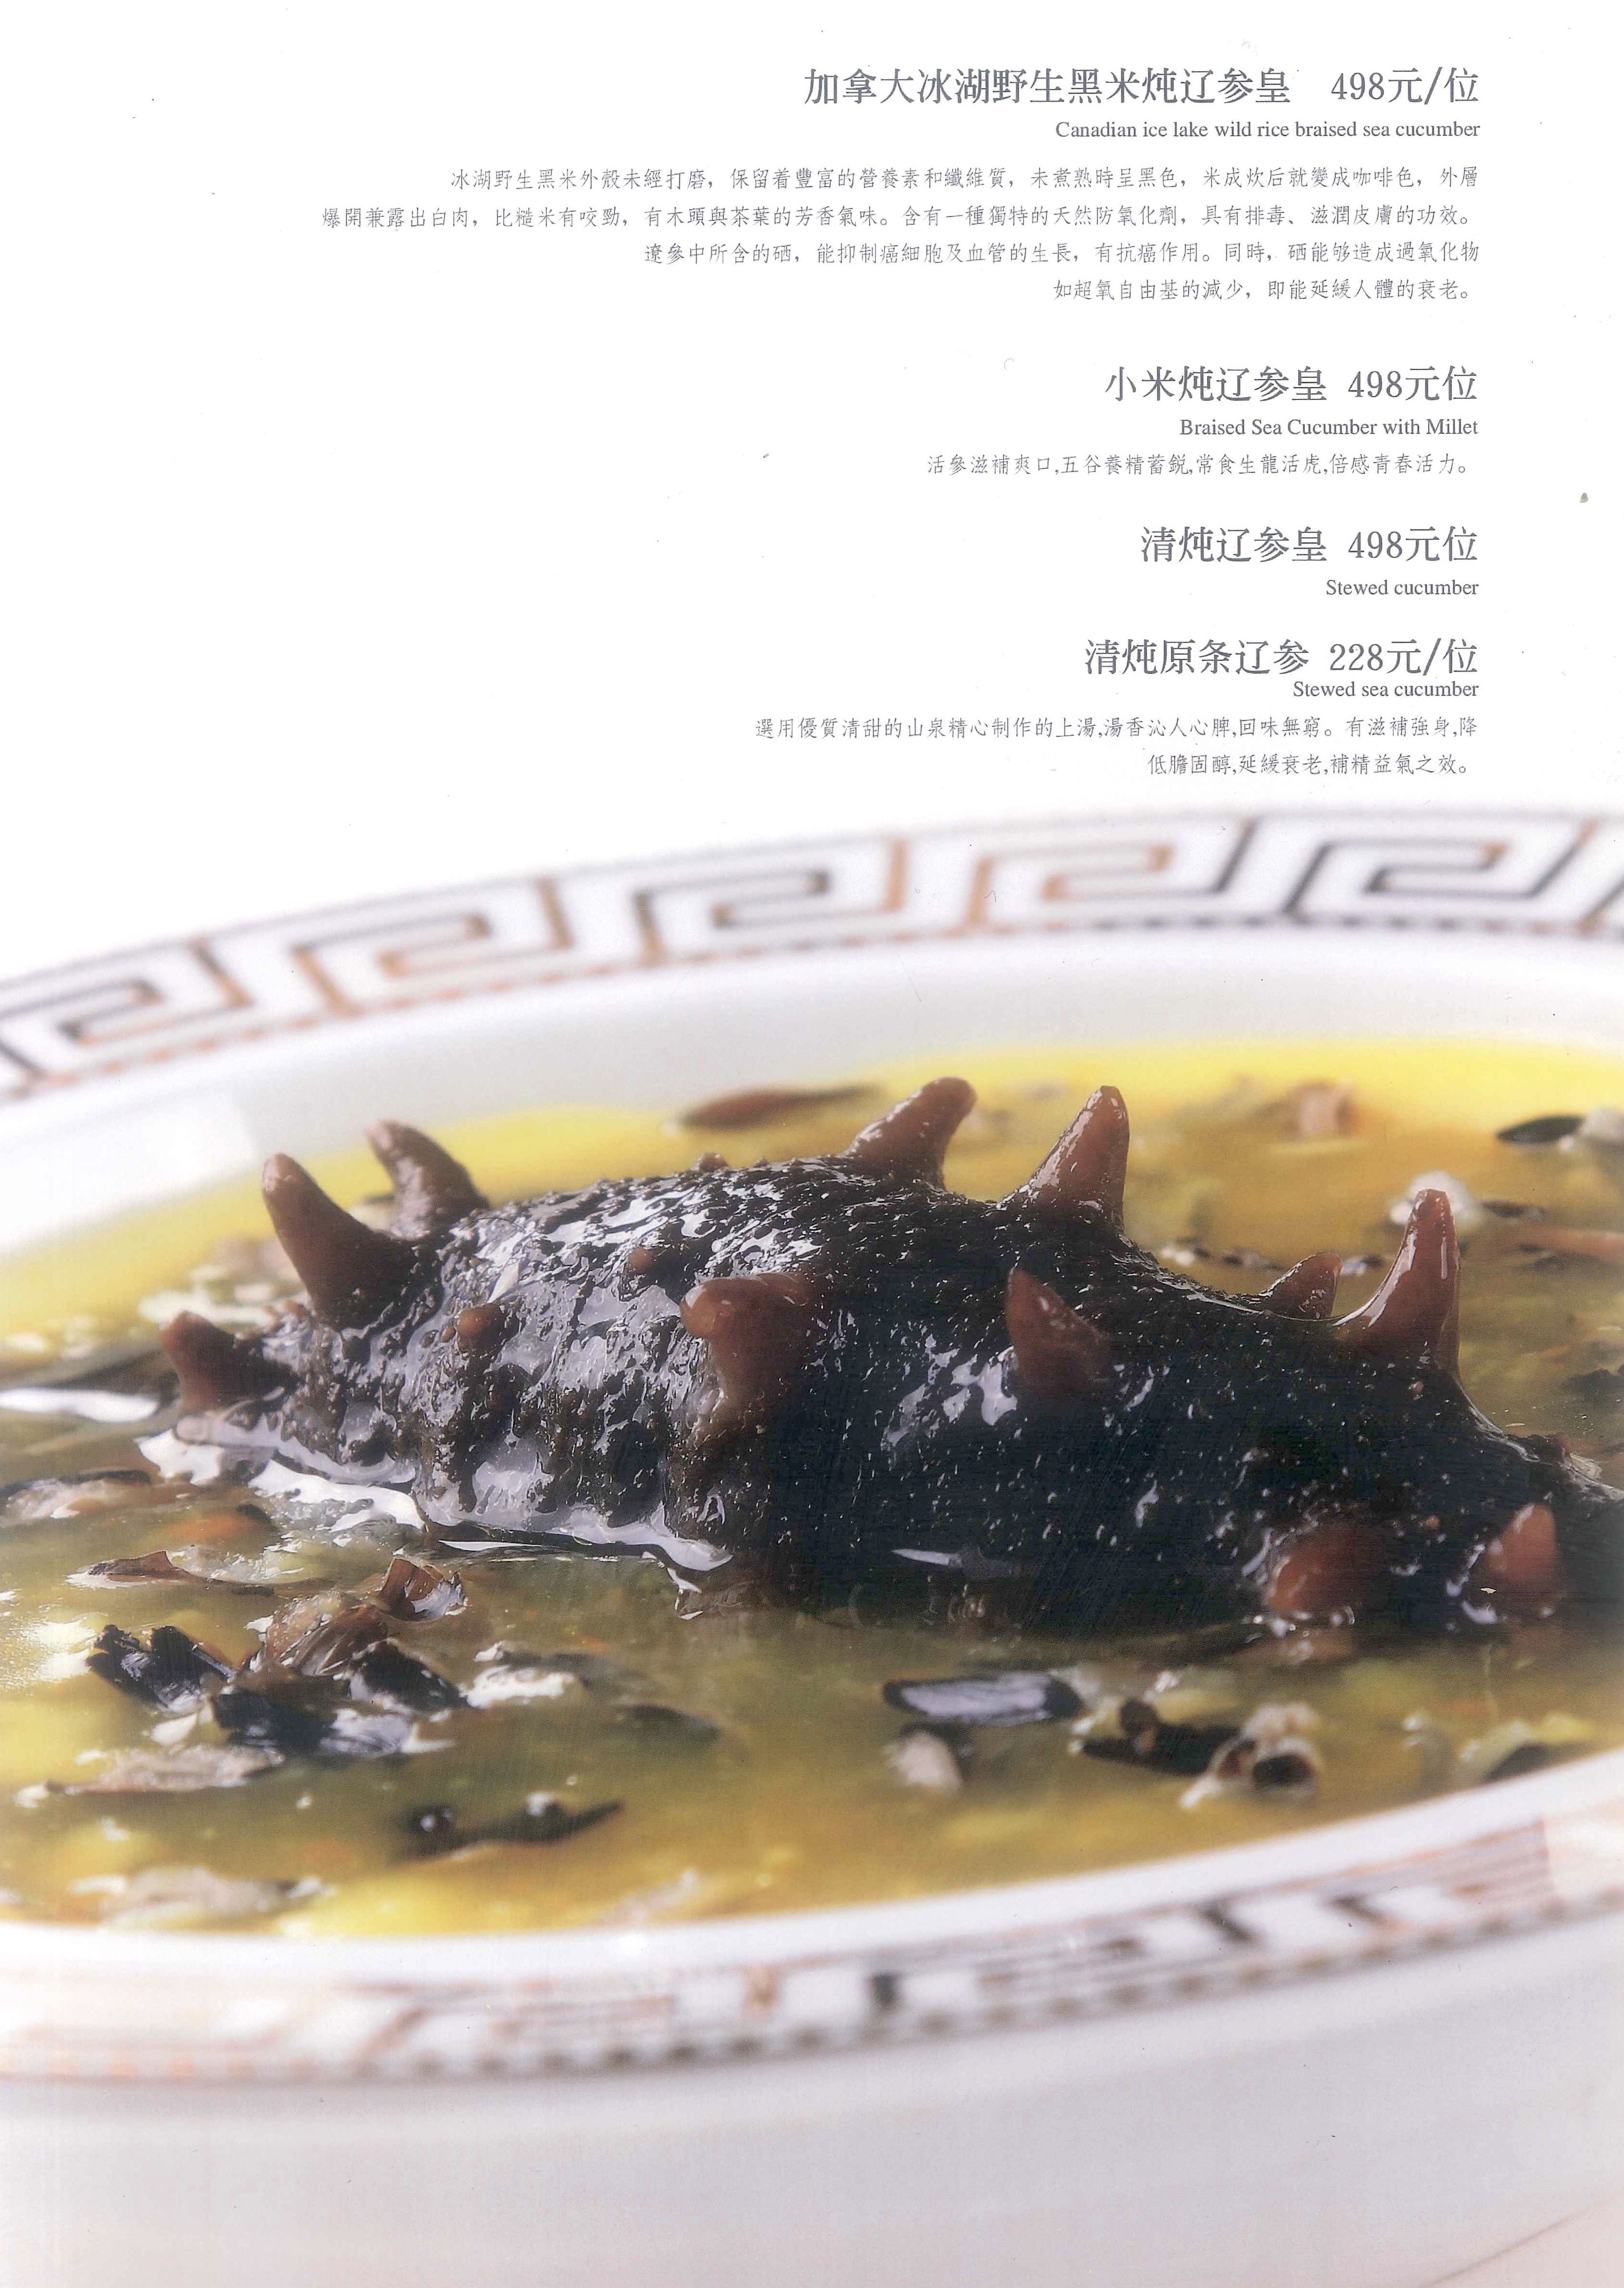 加拿大冰湖野生黑米炖辽参皇 498元/位
Canadian ice lake wild rice braised sea cucumber
冰湖野生黑米外殼未經打磨，保留着豐富的營養素和纖維質，未煮熟時呈黑色，米成炊后就變成咖啡色，外層
爆開兼露出白肉，比糙米有咬勁，有木頭與茶葉的芳香氣味。含有一種獨特的天然防氧化劑，具有排毒、滋潤皮膚的功效。
遼參中所含的硒，能抑制癌細胞及血管的生長，有抗癌作用。同時，硒能够造成過氧化物
如超氧自由基的減少，即能延緩人體的衰老。
小米炖辽参皇 498元位
Braised Sea Cucumber with Millet
活參滋補爽口,五谷養精蓄鋭,常食生龍活虎,倍感青春活力。
清炖辽参皇 498元位
Stewed cucumber
清炖原条辽参 228元/位
Stewed sea cucumber
選用優質清甜的山泉精心制作的上湯,湯香沁人心脾,回味無窮。有滋補強身,降
低膽固醇,延緩衰老,補精益氣之效。